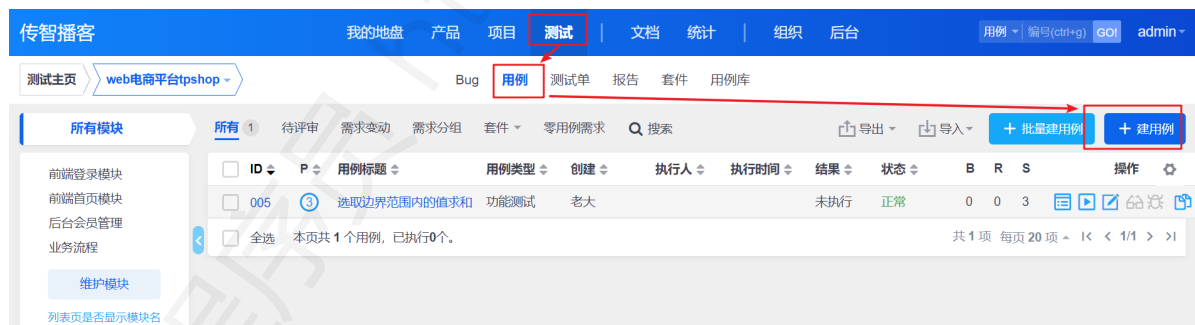 传智播客 我的地盘 产品 项目 测试 文档 统计 组织 后台 用例 编号(ctrl+g) GO! admin
测试主页 web电商平台tpshop Bug 用例 测试单 报告 套件 用例库
所有模块 所有 1 待评审 需求变动 需求分组 套件 零用例需求 搜索 导出 导入 + 批量建用例 + 建用例
ID P 用例标题 用例类型 创建 执行人 执行时间 结果 状态 B R S 操作
前端登录模块
005 3 选取边界范围内的值求和 功能测试 老大 未执行 正常 0 0 3
前端首页模块
后台会员管理
全选 本页共 1 个用例，已执行0个。 共 1 项 每页 20 项 1/1
业务流程
维护模块
列表页是否显示模块名